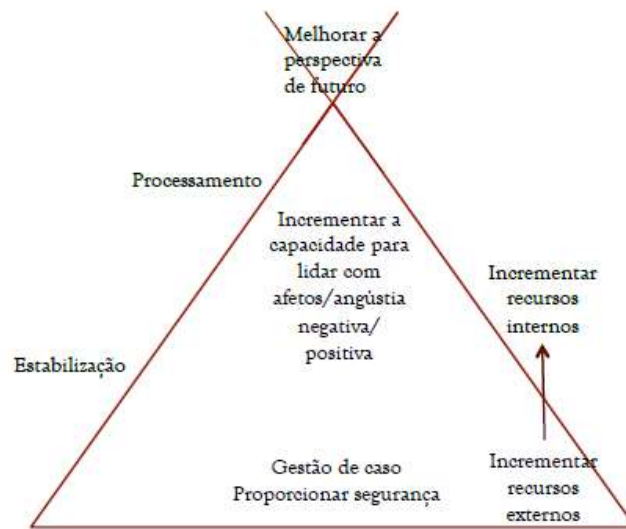 Melhorar a
perspectiva
de futuro
Processamento
Incrementar a
capacidade para
lidar com
afetos/angústia
negativa/
positiva
Incrementar
recursos
internos
Estabilização
Gestão de caso
Proporcionar segurança
Incrementar
recursos
externos